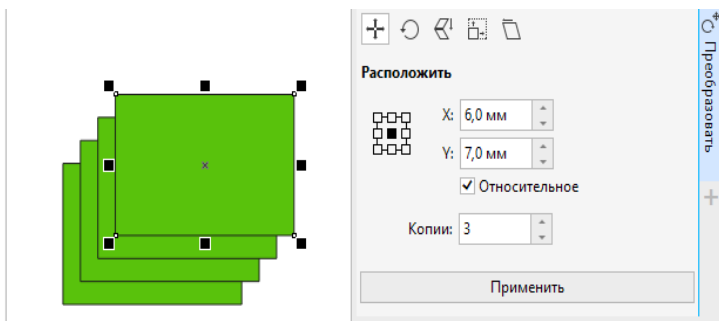 Расположить
X: 6,0 мм
Y: 7,0 мм
Относительное
Копии: 3
Применить
Преобразовать